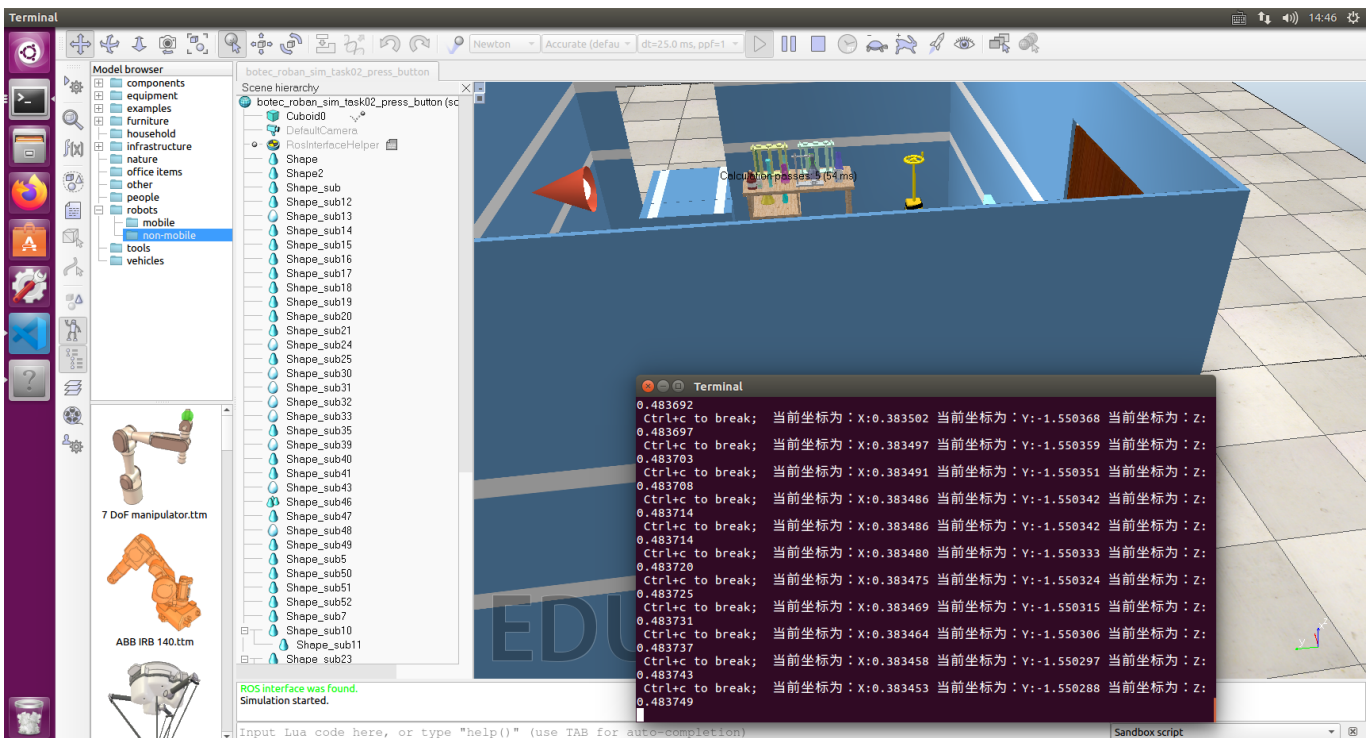 Terminal
14:46
Newton
Accurate (defau
dt=25.0 ms, ppf=1
Model browser
components
equipment
examples
furniture
household
infrastructure
nature
office items
other
people
robots
mobile
non-mobile
tools
vehicles
7 DoF manipulator.ttm
ABB IRB 140.ttm
botec_roban_sim_task02_press_button
Scene hierarchy
botec_roban_sim_task02_press_button (sc
Cuboid0
DefaultCamera
RosInterfaceHelper
Shape
Shape2
Shape_sub
Shape_sub12
Shape_sub13
Shape_sub14
Shape_sub15
Shape_sub16
Shape_sub17
Shape_sub18
Shape_sub19
Shape_sub20
Shape_sub21
Shape_sub24
Shape_sub25
Shape_sub30
Shape_sub31
Shape_sub32
Shape_sub33
Shape_sub35
Shape_sub39
Shape_sub40
Shape_sub41
Shape_sub43
Shape_sub46
Shape_sub47
Shape_sub48
Shape_sub49
Shape_sub5
Shape_sub50
Shape_sub51
Shape_sub52
Shape_sub7
Shape_sub10
Shape_sub11
Shape_sub23
Calculation passes: 5 (54 ms)
EDU
Terminal
0.483692
Ctrl+c to break; 当前坐标为：X:0.383502 当前坐标为：Y:-1.550368 当前坐标为：Z:
0.483697
Ctrl+c to break; 当前坐标为：X:0.383497 当前坐标为：Y:-1.550359 当前坐标为：Z:
0.483703
Ctrl+c to break; 当前坐标为：X:0.383491 当前坐标为：Y:-1.550351 当前坐标为：Z:
0.483708
Ctrl+c to break; 当前坐标为：X:0.383486 当前坐标为：Y:-1.550342 当前坐标为：Z:
0.483714
Ctrl+c to break; 当前坐标为：X:0.383486 当前坐标为：Y:-1.550342 当前坐标为：Z:
0.483714
Ctrl+c to break; 当前坐标为：X:0.383480 当前坐标为：Y:-1.550333 当前坐标为：Z:
0.483720
Ctrl+c to break; 当前坐标为：X:0.383475 当前坐标为：Y:-1.550324 当前坐标为：Z:
0.483725
Ctrl+c to break; 当前坐标为：X:0.383469 当前坐标为：Y:-1.550315 当前坐标为：Z:
0.483731
Ctrl+c to break; 当前坐标为：X:0.383464 当前坐标为：Y:-1.550306 当前坐标为：Z:
0.483737
Ctrl+c to break; 当前坐标为：X:0.383458 当前坐标为：Y:-1.550297 当前坐标为：Z:
0.483743
Ctrl+c to break; 当前坐标为：X:0.383453 当前坐标为：Y:-1.550288 当前坐标为：Z:
0.483749
ROS interface was found.
Simulation started.
Input Lua code here, or type "help()" (use TAB for auto-completion)
Sandbox script